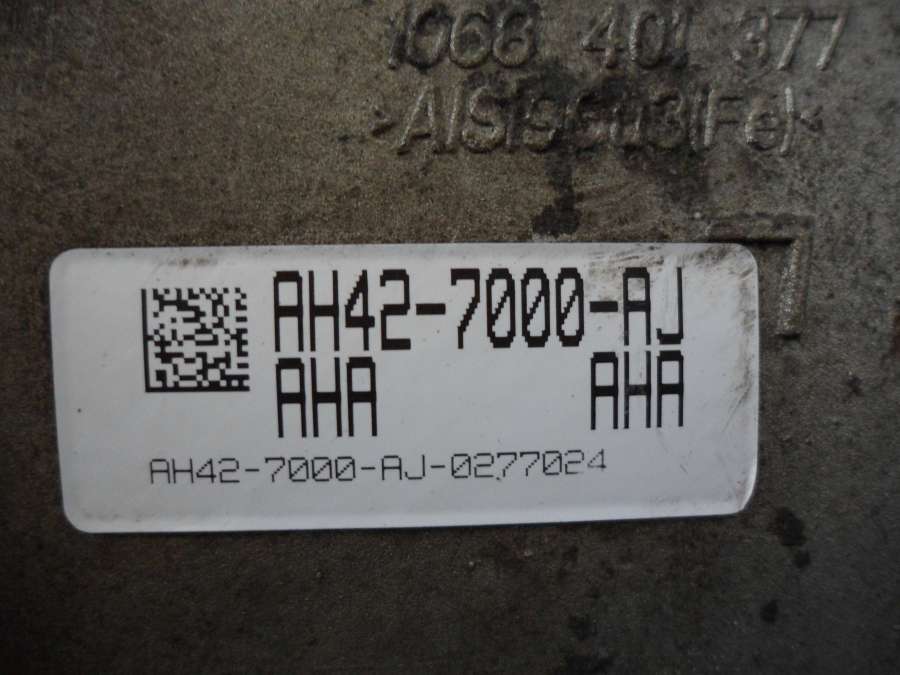 1068 401 377
>AlSi9Cu3(Fe)<
AH42-7000-AJ
AHA AHA
AH42-7000-AJ-0277024